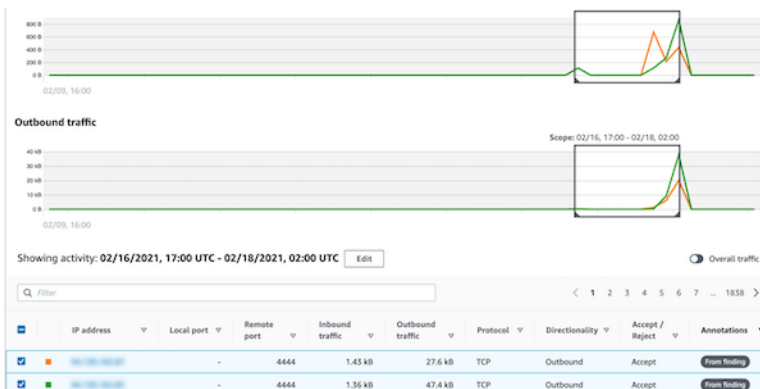 800 B
600 B
400 B
200 B
0 B
02/09, 16:00
Outbound traffic
Scope: 02/16, 17:00 - 02/18, 02:00
40 kB
30 kB
20 kB
10 kB
0 B
02/09, 16:00
Showing activity: 02/16/2021, 17:00 UTC - 02/18/2021, 02:00 UTC Edit Overall traffic
Filter < 1 2 3 4 5 6 7 ... 1838 >
IP address Local port Remote port Inbound traffic Outbound traffic Protocol Directionality Accept / Reject Annotations
- 4444 1.43 kB 27.6 kB TCP Outbound Accept From finding
- 4444 1.36 kB 47.4 kB TCP Outbound Accept From finding